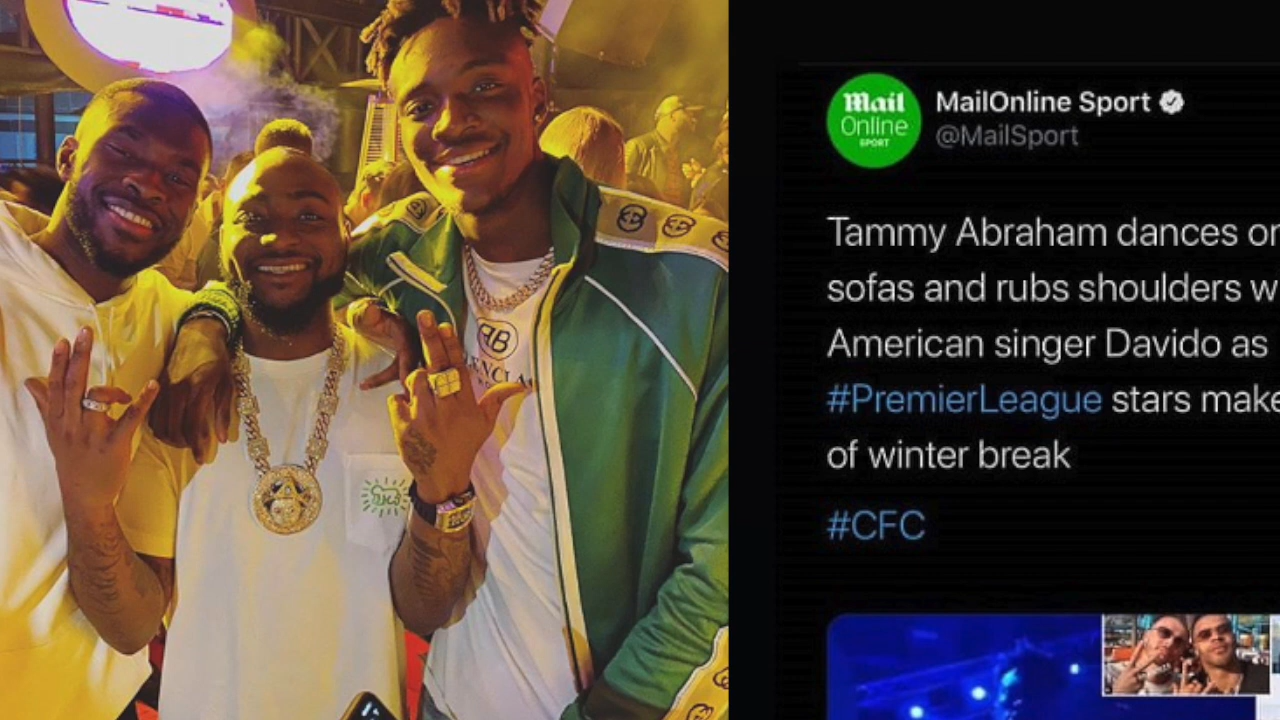 BB
Mail
Online
SPORT
MailOnline Sport
@MailSport
Tammy Abraham dances
sofas and rubs shoulders
American singer Davido as
#PremierLeague stars make
of winter break
#CFC